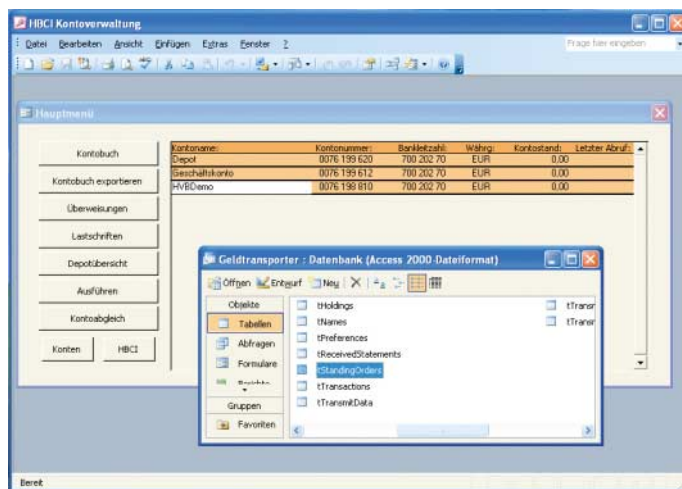 HBCI Kontoverwaltung
Datei Bearbeiten Ansicht Einfügen Extras Fenster ?
Frage hier eingeben
Hauptmenü
Kontobuch
Kontobuch exportieren
Überweisungen
Lastschriften
Depotübersicht
Ausführen
Kontoabgleich
Konten HBCI
Kontoname: Kontonummer: Bankleitzahl: Währg: Kontostand: Letzter Abruf:
Depot 0076 199 620 700 202 70 EUR 0,00
Geschäftskonto 0076 199 612 700 202 70 EUR 0,00
HVBDemo 0076 198 810 700 202 70 EUR 0,00
Geldtransporter : Datenbank (Access 2000-Dateiformat)
Öffnen Entwurf Neu
Objekte
Tabellen
Abfragen
Formulare
Berichte
Gruppen
Favoriten
tHoldings
tNames
tPreferences
tReceivedStatements
tStandingOrders
tTransactions
tTransmitData
tTransr
tTransr
Bereit